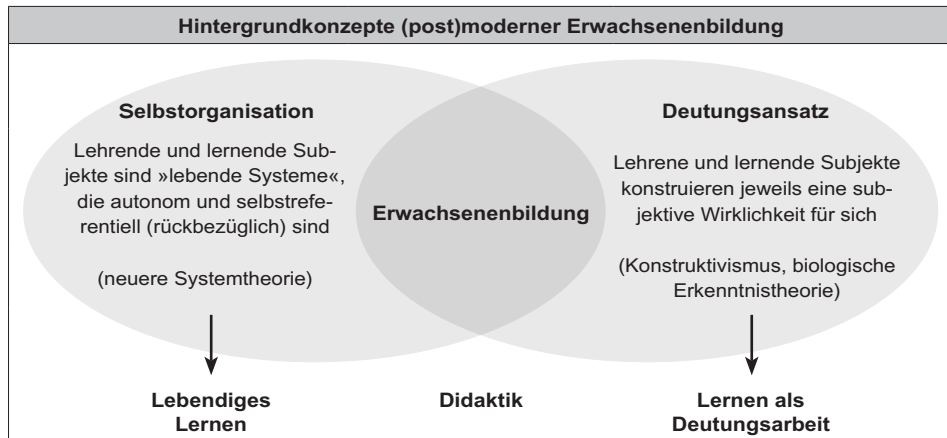 Hintergrundkonzepte (post)moderner Erwachsenenbildung
Selbstorganisation
Lehrende und lernende Sub-
jekte sind »lebende Systeme«,
die autonom und selbstrefe-
rentiell (rückbezüglich) sind
(neuere Systemtheorie)
Erwachsenenbildung
Deutungsansatz
Lehrene und lernende Subjekte
konstruieren jeweils eine sub-
jektive Wirklichkeit für sich
(Konstruktivismus, biologische
Erkenntnistheorie)
Lebendiges
Lernen
Didaktik
Lernen als
Deutungsarbeit